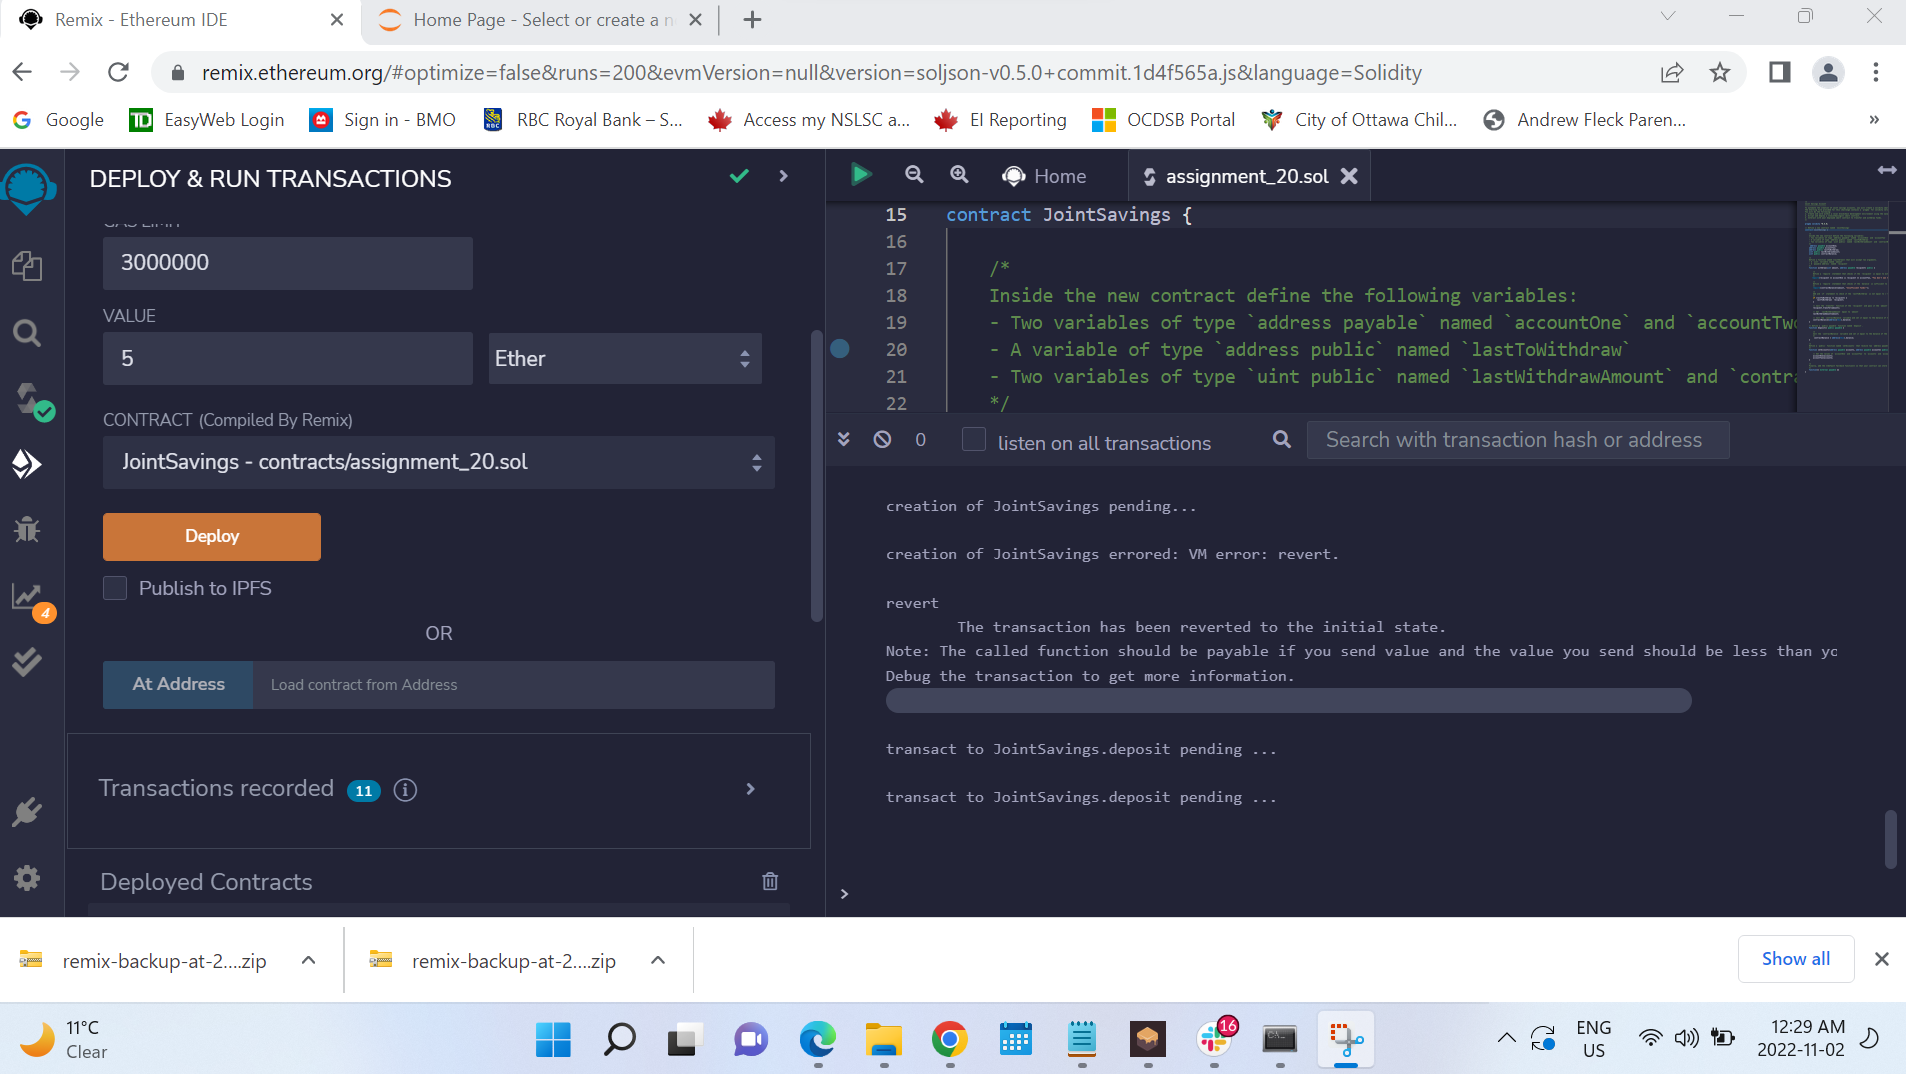 Remix - Ethereum IDE
Home Page - Select or create a n
remix.ethereum.org/#optimize=false&runs=200&evmVersion=null&version=soljson-v0.5.0+commit.1d4f565a.js&language=Solidity
Google
EasyWeb Login
Sign in - BMO
RBC Royal Bank – S...
Access my NSLSC a...
EI Reporting
OCDSB Portal
City of Ottawa Chil...
Andrew Fleck Paren...
»
DEPLOY & RUN TRANSACTIONS
GAS LIMIT
3000000
VALUE
5
Ether
CONTRACT (Compiled By Remix)
JointSavings - contracts/assignment_20.sol
Deploy
Publish to IPFS
OR
At Address
Load contract from Address
Transactions recorded 11
Deployed Contracts
4
Home
assignment_20.sol
15 contract JointSavings {
16
17 /*
18 Inside the new contract define the following variables:
19 - Two variables of type `address payable` named `accountOne` and `accountTwo
20 - A variable of type `address public` named `lastToWithdraw`
21 - Two variables of type `uint public` named `lastWithdrawAmount` and `contra
22 */
0
listen on all transactions
Search with transaction hash or address
creation of JointSavings pending...
creation of JointSavings errored: VM error: revert.
revert
The transaction has been reverted to the initial state.
Note: The called function should be payable if you send value and the value you send should be less than yo
Debug the transaction to get more information.
transact to JointSavings.deposit pending ...
transact to JointSavings.deposit pending ...
>
remix-backup-at-2....zip
remix-backup-at-2....zip
Show all
11°C
Clear
16
ENG
US
12:29 AM
2022-11-02